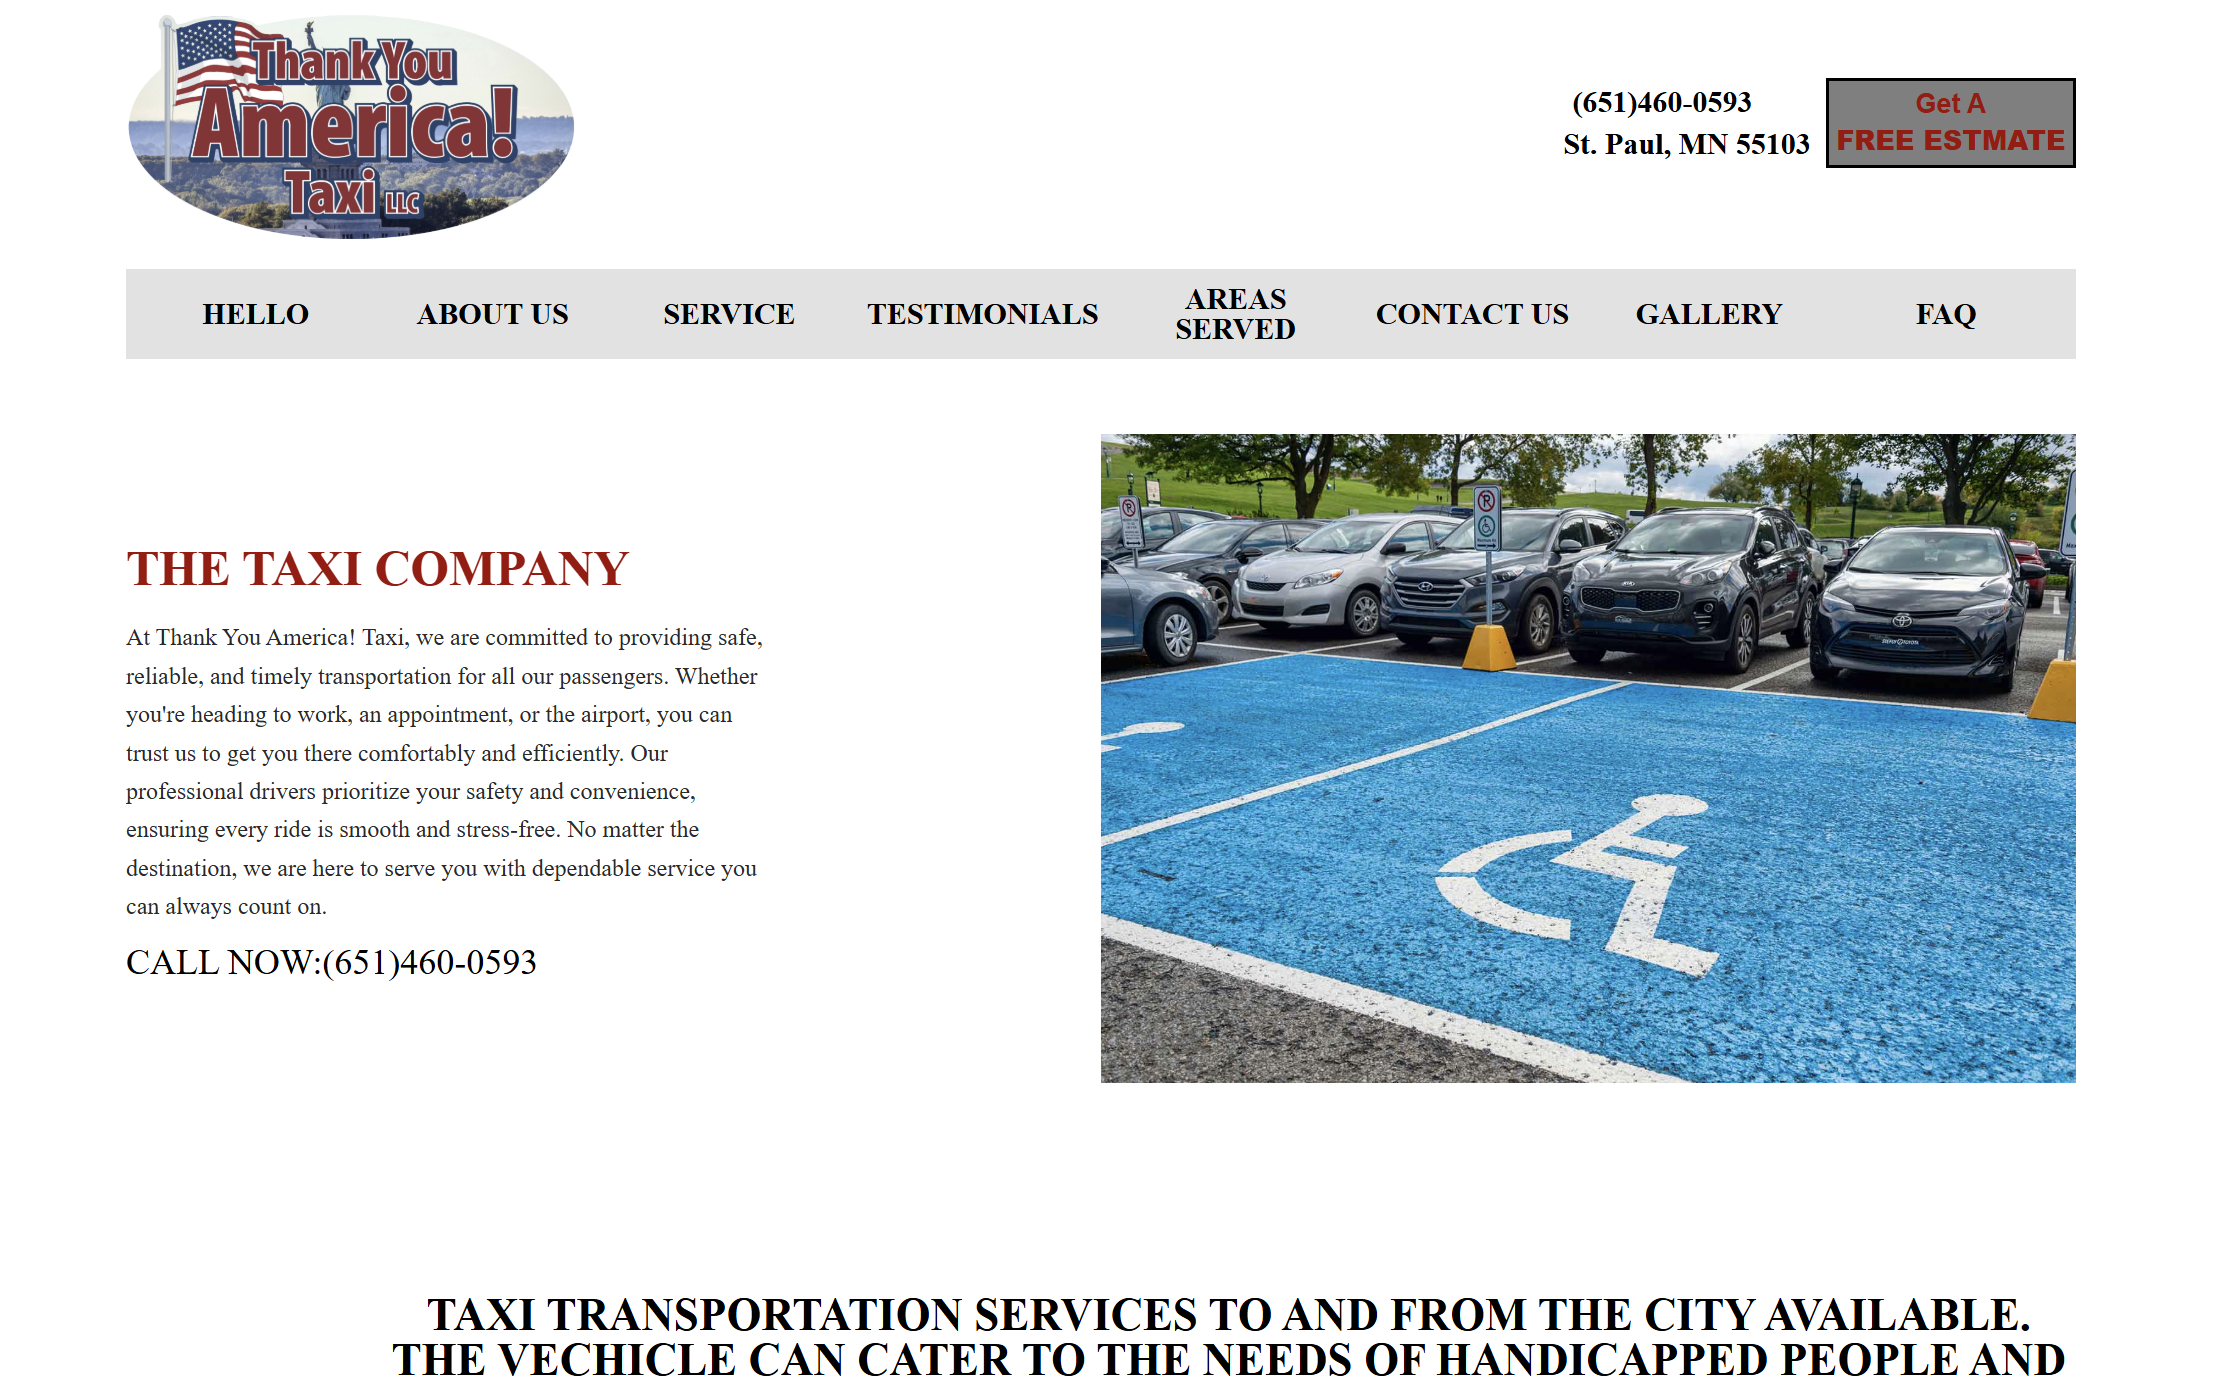 Thank You
America!
Taxi LLC
(651)460-0593
St. Paul, MN 55103
Get A
FREE ESTMATE
HELLO
ABOUT US
SERVICE
TESTIMONIALS
AREAS
SERVED
CONTACT US
GALLERY
FAQ
THE TAXI COMPANY
At Thank You America! Taxi, we are committed to providing safe,
reliable, and timely transportation for all our passengers. Whether
you're heading to work, an appointment, or the airport, you can
trust us to get you there comfortably and efficiently. Our
professional drivers prioritize your safety and convenience,
ensuring every ride is smooth and stress-free. No matter the
destination, we are here to serve you with dependable service you
can always count on.
CALL NOW:(651)460-0593
TAXI TRANSPORTATION SERVICES TO AND FROM THE CITY AVAILABLE.
THE VECHICLE CAN CATER TO THE NEEDS OF HANDICAPPED PEOPLE AND